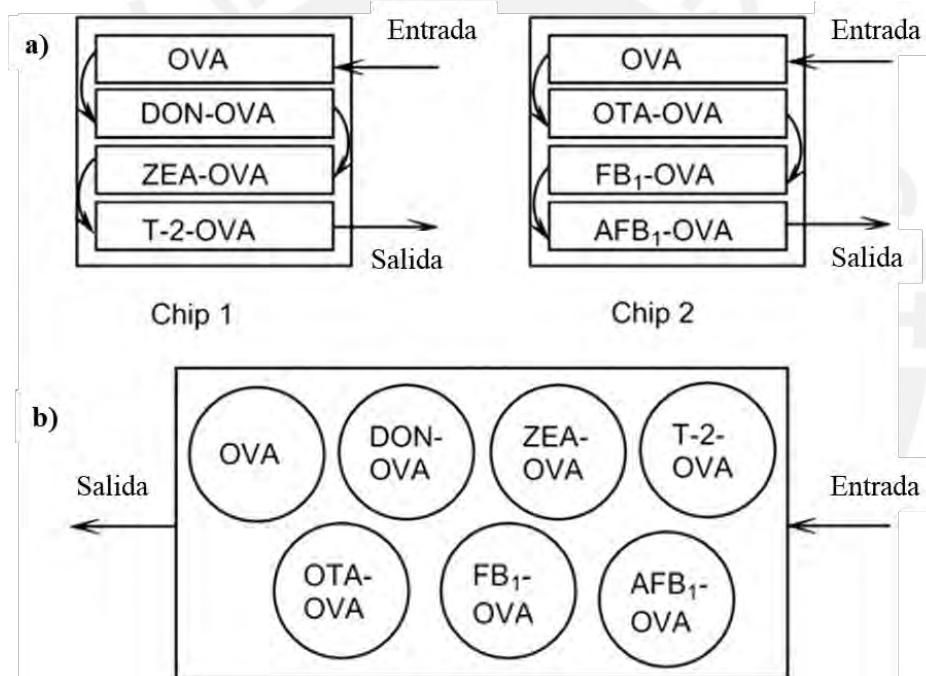 a)
Entrada
OVA
DON-OVA
ZEA-OVA
T-2-OVA
Salida
Chip 1
Entrada
OVA
OTA-OVA
FB₁-OVA
AFB₁-OVA
Salida
Chip 2
b)
Salida
Entrada
OVA
DON-
OVA
ZEA-
OVA
T-2-
OVA
OTA-
OVA
FB₁-
OVA
AFB₁-
OVA